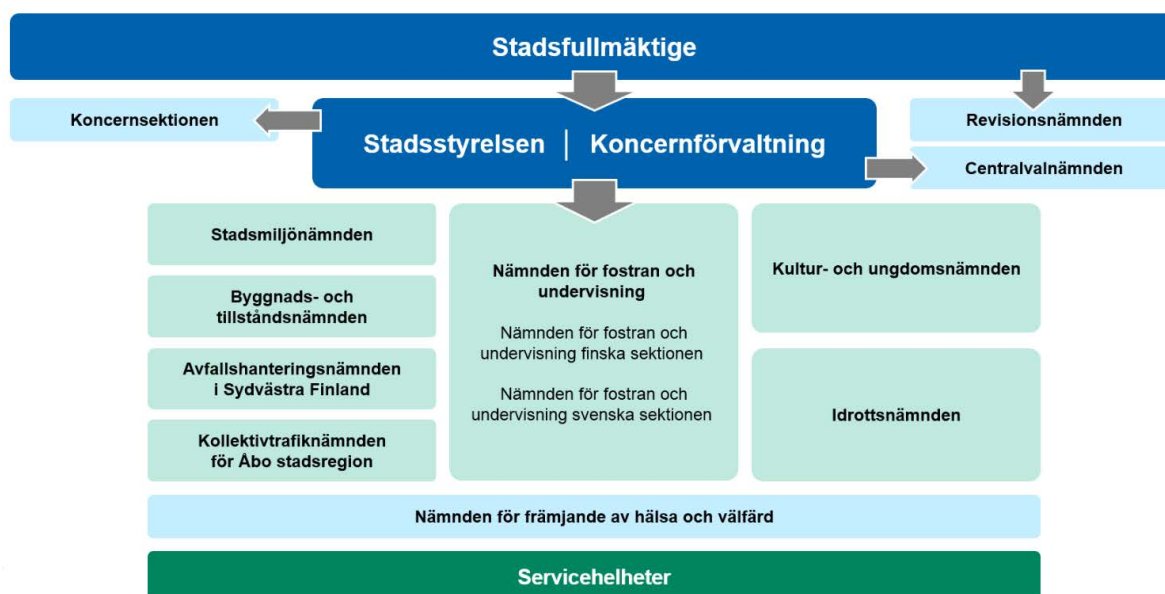 Stadsfullmäktige
Koncernsektionen
Stadsstyrelsen | Koncernförvaltning
Revisionsnämnden
Centralvalnämnden
Stadsmiljönämnden
Byggnads- och
tillståndsnämnden
Avfallshanteringsnämnden
i Sydvästra Finland
Kollektivtrafiknämnden
för Åbo stadsregion
Nämnden för fostran och
undervisning
Nämnden för fostran och
undervisning finska sektionen
Nämnden för fostran och
undervisning svenska sektionen
Kultur- och ungdomsnämnden
Idrottsnämnden
Nämnden för främjande av hälsa och välfärd
Servicehelheter